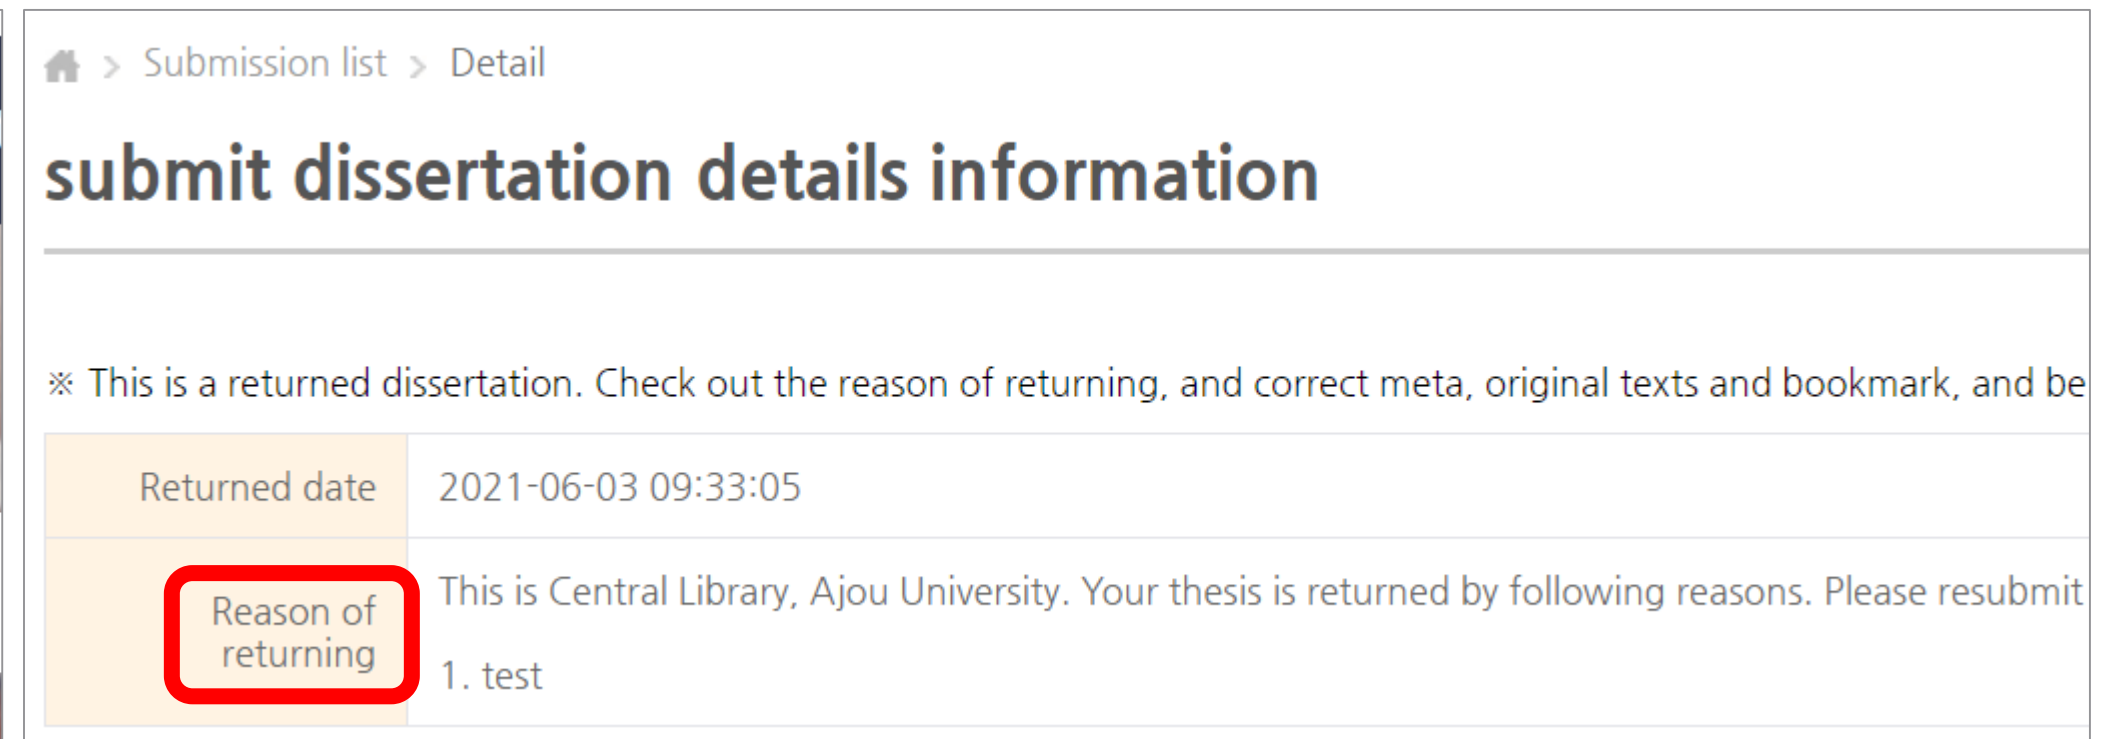 > Submission list > Detail
submit dissertation details information
※ This is a returned dissertation. Check out the reason of returning, and correct meta, original texts and bookmark, and be
Returned date 2021-06-03 09:33:05
Reason of returning
This is Central Library, Ajou University. Your thesis is returned by following reasons. Please resubmit
1. test